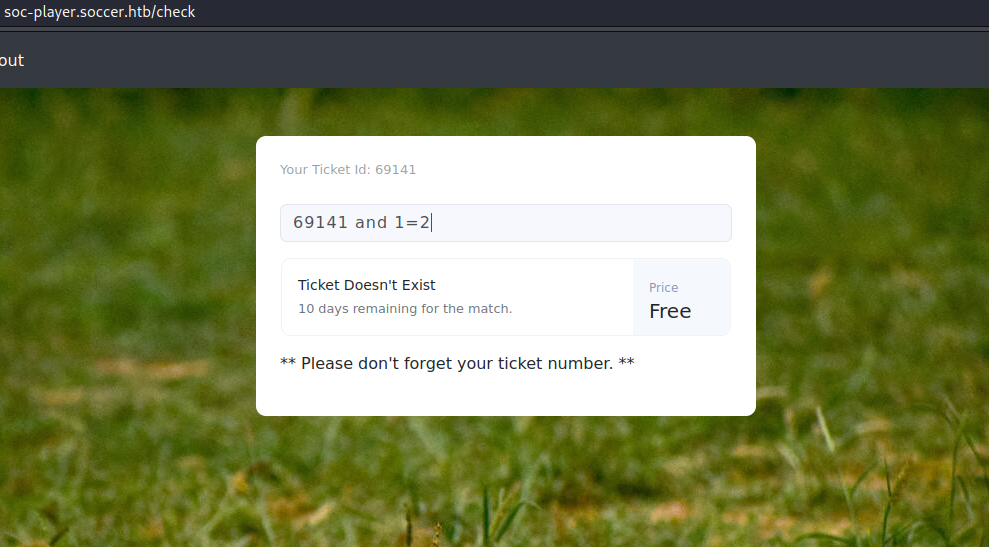 soc-player.soccer.htb/check
out
Your Ticket Id: 69141
69141 and 1=2
Ticket Doesn't Exist
Price
10 days remaining for the match.
Free
** Please don't forget your ticket number. **